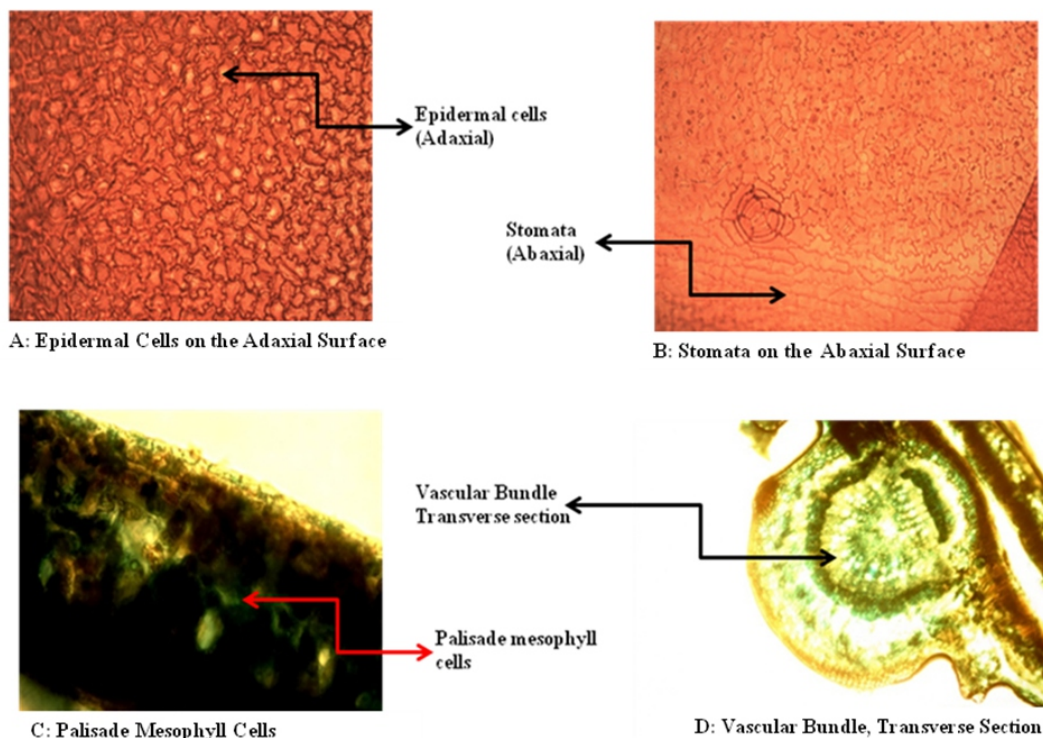 Epidermal cells
(Adaxial)
Stomata
(Abaxial)
A: Epidermal Cells on the Adaxial Surface
B: Stomata on the Abaxial Surface
Vascular Bundle
Transverse section
Palisade mesophyll
cells
C: Palisade Mesophyll Cells
D: Vascular Bundle, Transverse Section